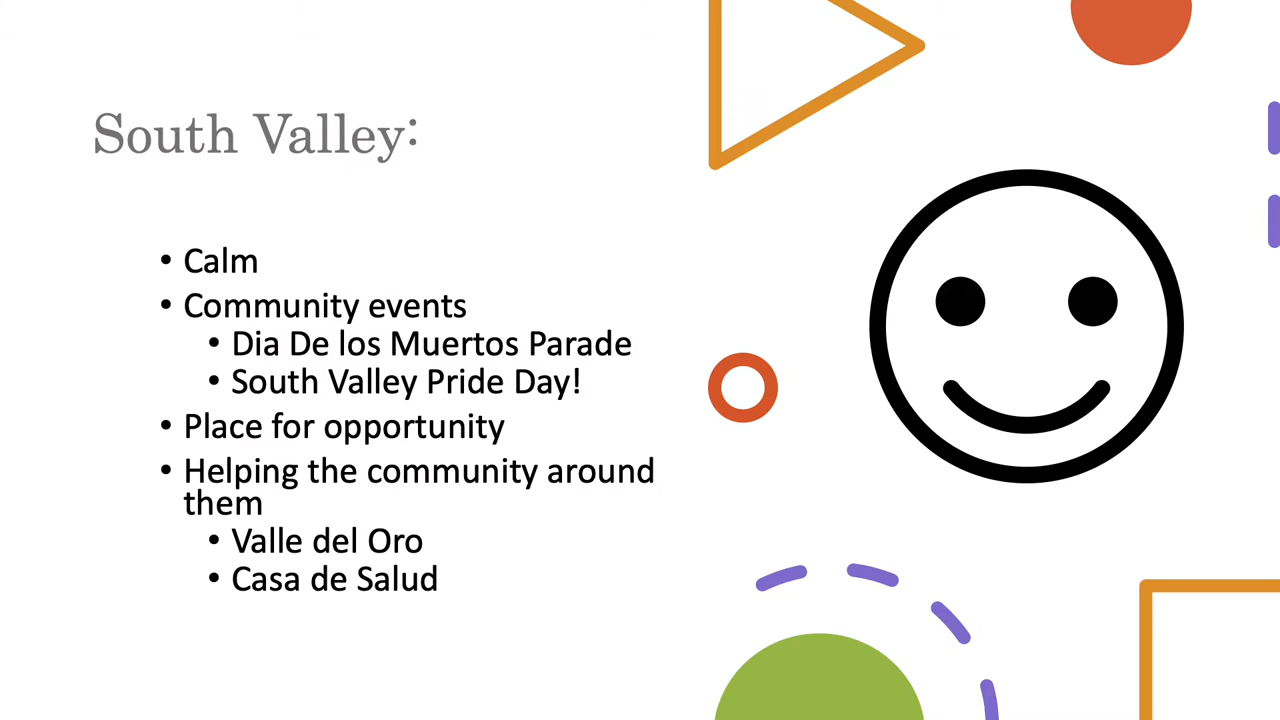 South Valley:
• Calm
• Community events
• Dia De los Muertos Parade
• South Valley Pride Day!
• Place for opportunity
• Helping the community around
them
• Valle del Oro
• Casa de Salud